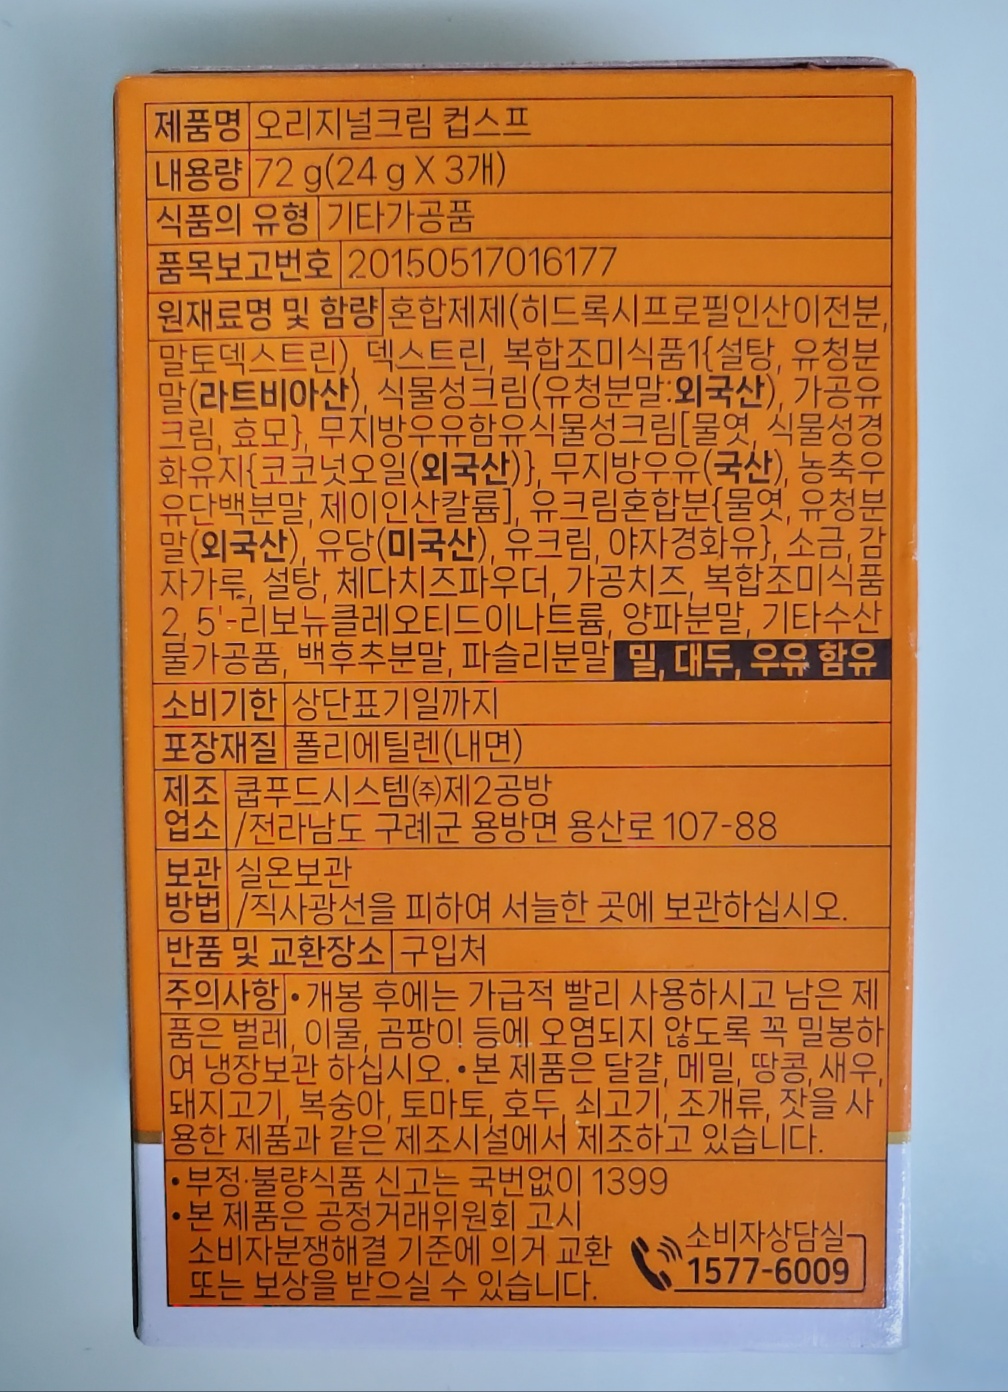 제품명 오리지널크림 컵스프
내용량 72 g(24 g X 3개)
식품의 유형 기타가공품
품목보고번호 20150517016177
원재료명 및 함량 혼합제제(히드록시프로필인산이전분,
말토덱스트린), 덱스트린, 복합조미식품1{설탕, 유청분
말(라트비아산), 식물성크림(유청분말:외국산), 가공유
크림, 효모}, 무지방우유함유식물성크림[물엿, 식물성경
화유지{코코넛오일(외국산)}, 무지방우유(국산), 농축우
유단백분말, 제이인산칼륨], 유크림혼합분{물엿, 유청분
말(외국산), 유당(미국산), 유크림, 야자경화유}, 소금, 감
자가루, 설탕, 체다치즈파우더, 가공치즈, 복합조미식품
2, 5'-리보뉴클레오티드이나트륨, 양파분말, 기타수산
물가공품, 백후추분말, 파슬리분말 밀, 대두, 우유 함유
소비기한 상단표기일까지
포장재질 폴리에틸렌(내면)
제조 쿱푸드시스템㈜제2공방
업소 /전라남도 구례군 용방면 용산로 107-88
보관 실온보관
방법 /직사광선을 피하여 서늘한 곳에 보관하십시오.
반품 및 교환장소 구입처
주의사항 •개봉 후에는 가급적 빨리 사용하시고 남은 제
품은 벌레, 이물, 곰팡이 등에 오염되지 않도록 꼭 밀봉하
여 냉장보관 하십시오. •본 제품은 달걀, 메밀, 땅콩, 새우,
돼지고기, 복숭아, 토마토, 호두, 쇠고기, 조개류, 잣을 사
용한 제품과 같은 제조시설에서 제조하고 있습니다.
•부정·불량식품 신고는 국번없이 1399
•본 제품은 공정거래위원회 고시
소비자분쟁해결 기준에 의거 교환
또는 보상을 받으실 수 있습니다.
소비자상담실
1577-6009